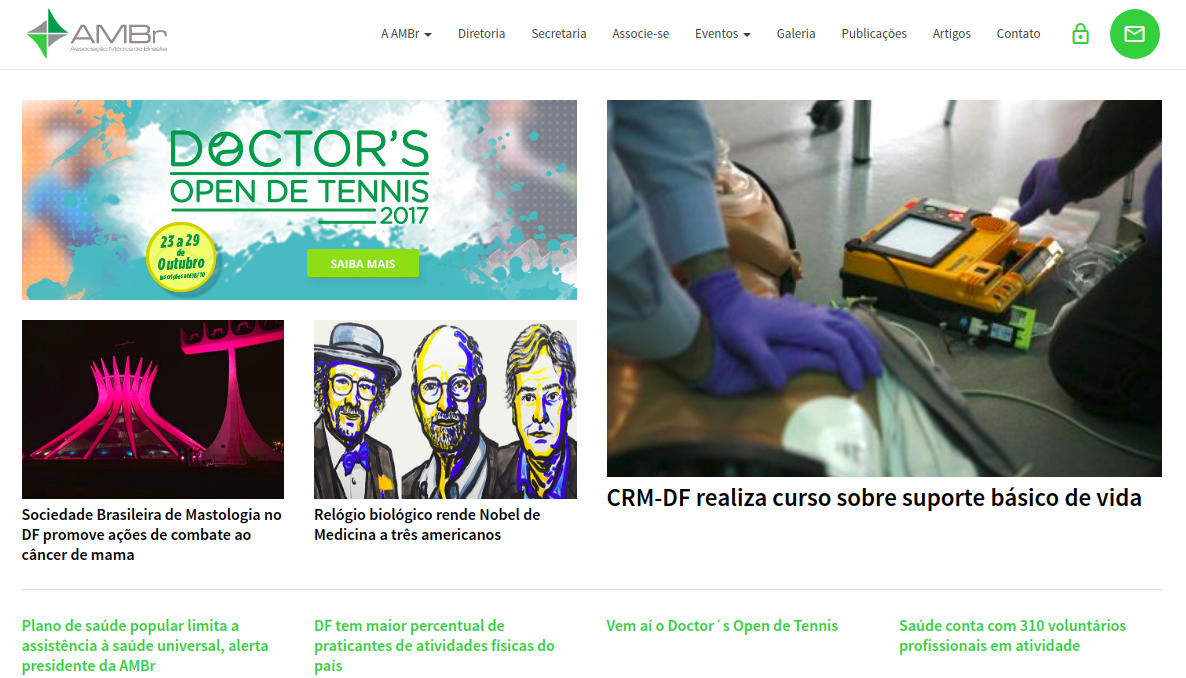 AMBr
Associação Médica de Brasília
A AMBr
Diretoria
Secretaria
Associe-se
Eventos
Galeria
Publicações
Artigos
Contato
DOCTOR'S
OPEN DE TENNIS
2017
23 a 29
de
Outubro
SAIBA MAIS
CRM-DF realiza curso sobre suporte básico de vida
Sociedade Brasileira de Mastologia no
DF promove ações de combate ao
câncer de mama
Relógio biológico rende Nobel de
Medicina a três americanos
Plano de saúde popular limita a
assistência à saúde universal, alerta
presidente da AMBr
DF tem maior percentual de
praticantes de atividades físicas do
país
Vem aí o Doctor´s Open de Tennis
Saúde conta com 310 voluntários
profissionais em atividade